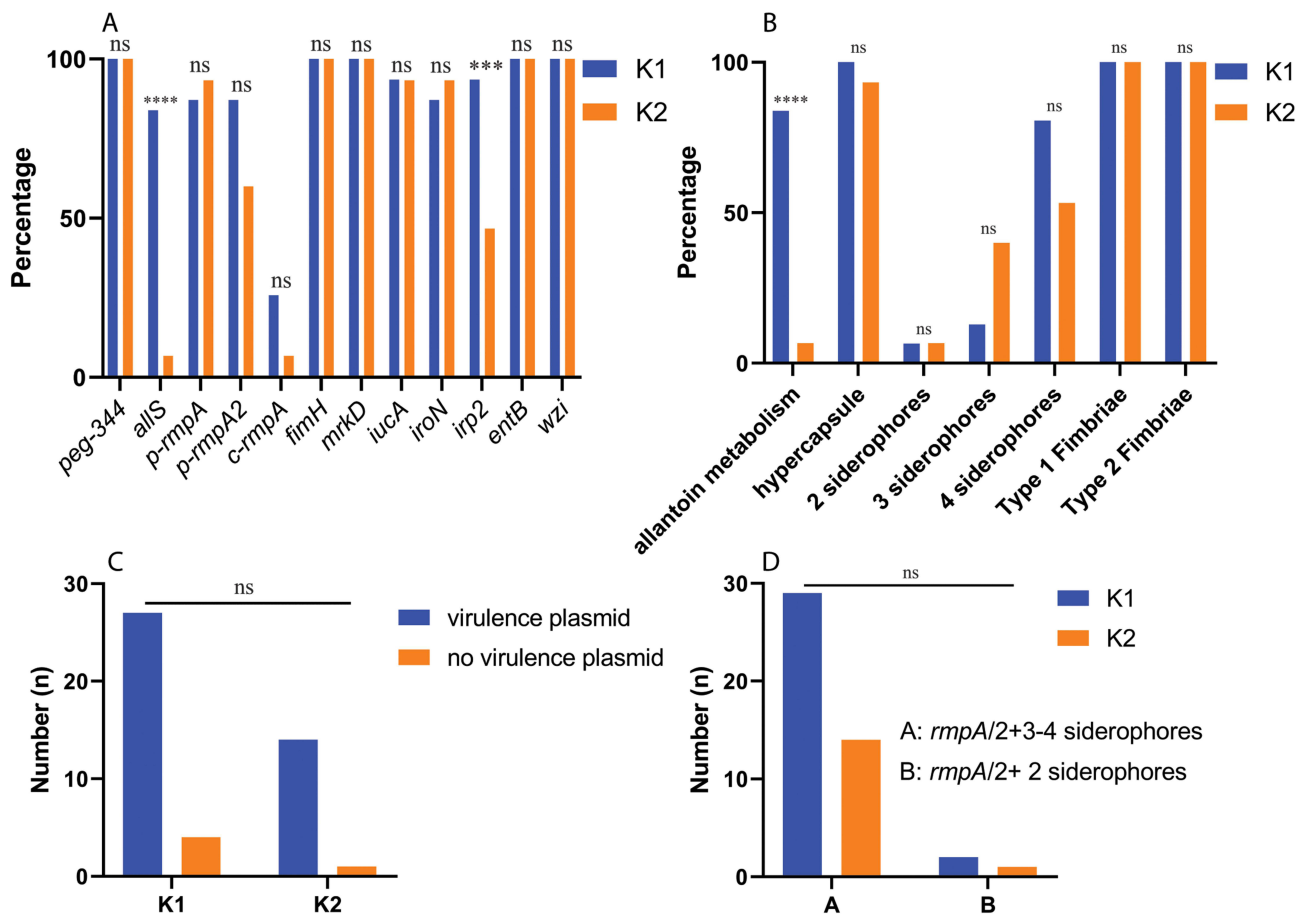 A
Percentage
100
50
0
ns
****
ns
ns
ns
ns
ns
ns
ns
***
ns
ns
K1
K2
peg-344
allS
p-rmpA
p-rmpA2
c-rmpA
fimH
mrkD
iucA
iroN
irp2
entB
wzi
B
Percentage
100
50
0
****
ns
ns
ns
ns
ns
ns
K1
K2
allantoin metabolism
hypercapsule
2 siderophores
3 siderophores
4 siderophores
Type 1 Fimbriae
Type 2 Fimbriae
C
Number (n)
30
20
10
0
ns
virulence plasmid
no virulence plasmid
K1
K2
D
Number (n)
30
20
10
0
ns
K1
K2
A: rmpA/2+3-4 siderophores
B: rmpA/2+ 2 siderophores
A
B